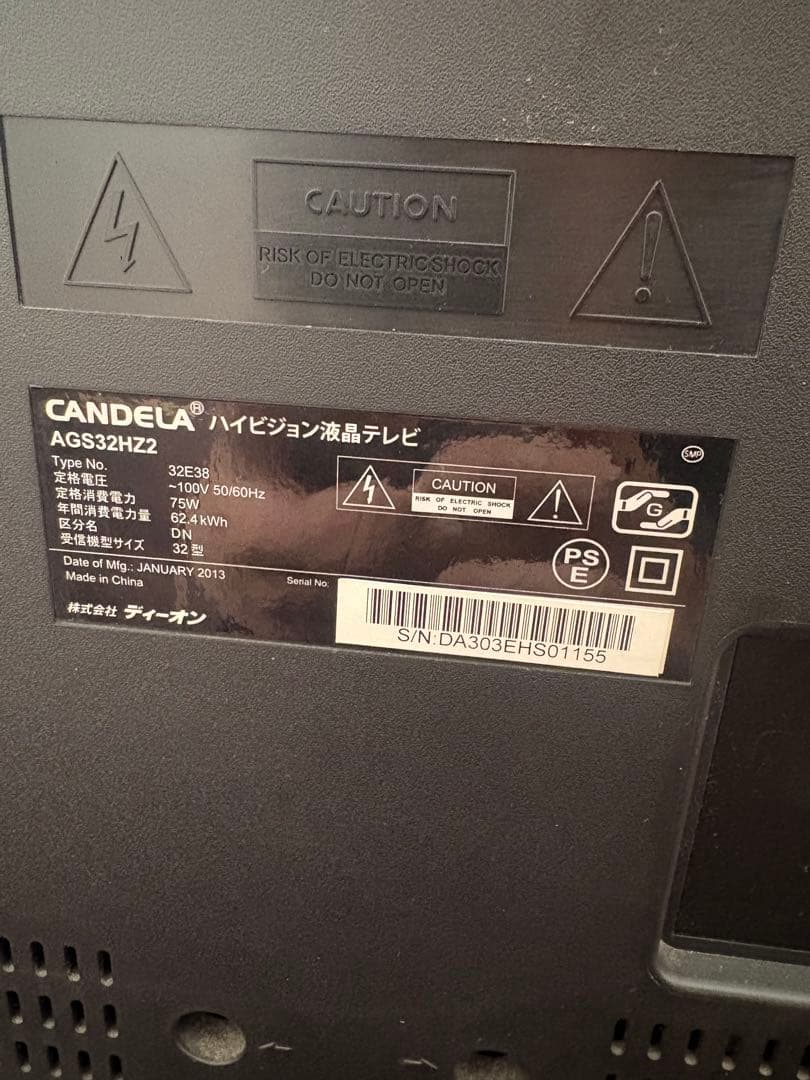 CAUTION
RISK OF ELECTRIC SHOCK
DO NOT OPEN
CANDELA® ハイビジョン液晶テレビ
AGS32HZ2
SMP
Type No. 32E38
定格電圧 ~100V 50/60Hz
定格消費電力 75W
年間消費電力量 62.4kWh
区分名 DN
受信機型サイズ 32型
CAUTION
RISK OF ELECTRIC SHOCK
DO NOT OPEN
G
PS
E
Date of Mfg.: JANUARY 2013
Made in China
Serial No:
株式会社 ディーオン
S/N:DA303EHS01155